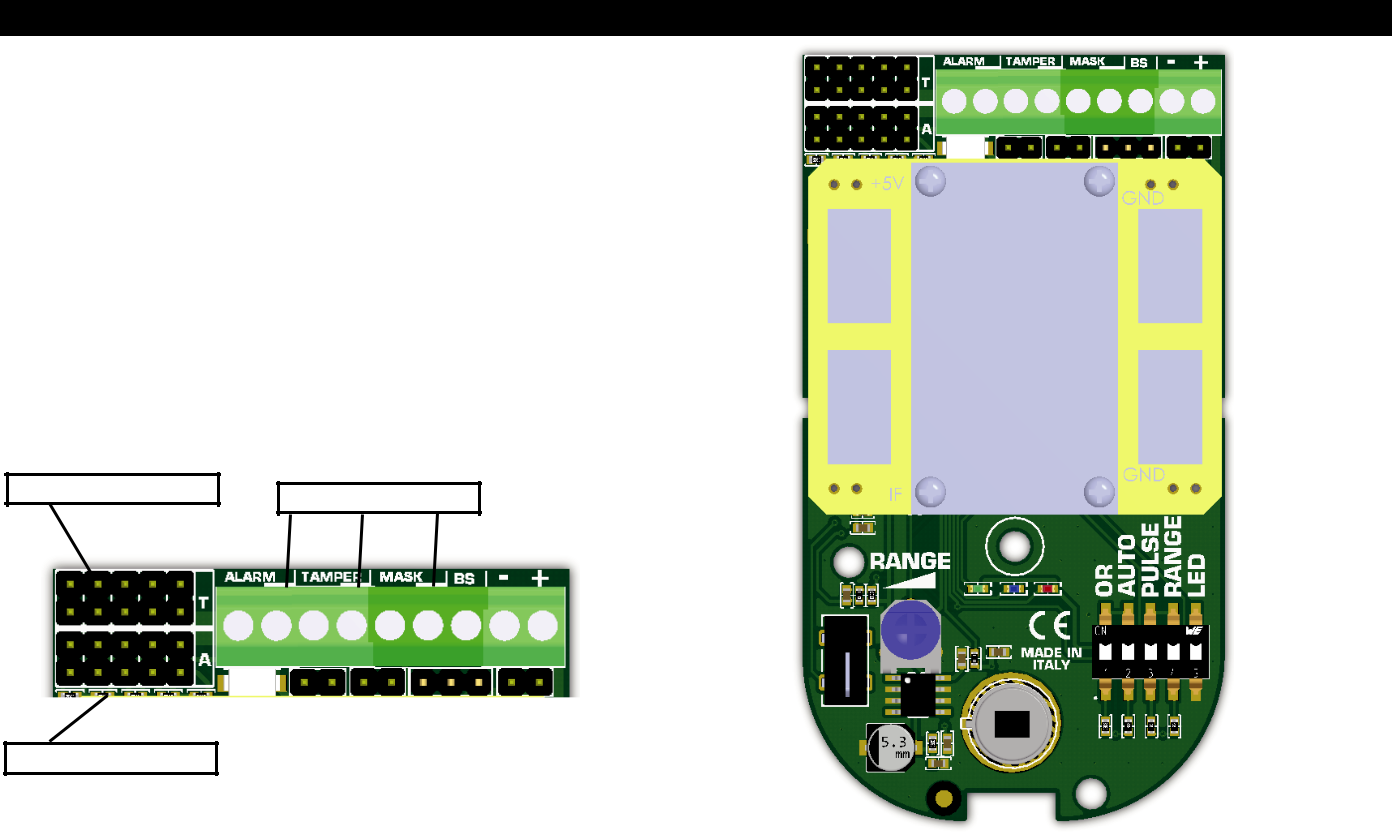 ALARM TAMPER MASK BS - +
T
A
+5V
GND
IF
GND
RANGE
OR
AUTO
PULSE
RANGE
LED
ON
WE
1 2 3 4 5
CE
MADE IN
ITALY
5.3
mm
ALARM TAMPER MASK BS - +
T
A